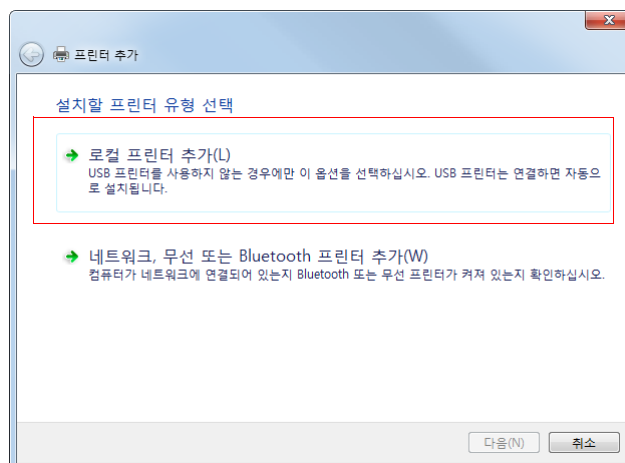 프린터 추가
설치할 프린터 유형 선택
로컬 프린터 추가(L)
USB 프린터를 사용하지 않는 경우에만 이 옵션을 선택하십시오. USB 프린터는 연결하면 자동으
로 설치됩니다.
네트워크, 무선 또는 Bluetooth 프린터 추가(W)
컴퓨터가 네트워크에 연결되어 있는지 Bluetooth 또는 무선 프린터가 켜져 있는지 확인하십시오.
다음(N) 취소